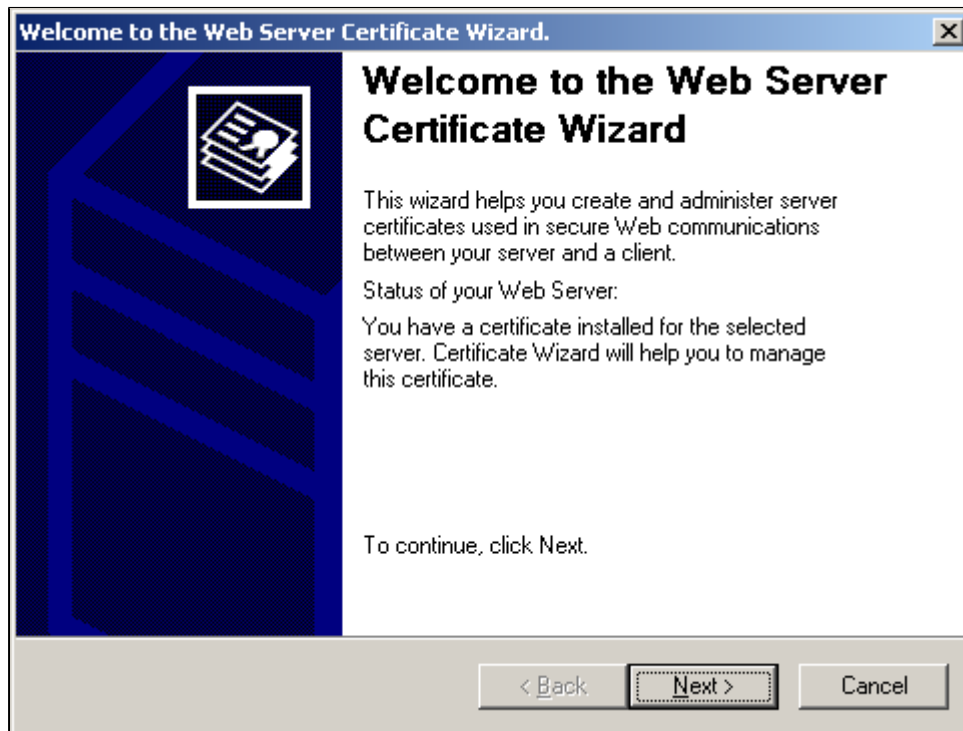 Welcome to the Web Server Certificate Wizard.
Welcome to the Web Server
Certificate Wizard
This wizard helps you create and administer server
certificates used in secure Web communications
between your server and a client.
Status of your Web Server:
You have a certificate installed for the selected
server. Certificate Wizard will help you to manage
this certificate.
To continue, click Next.
< Back Next > Cancel